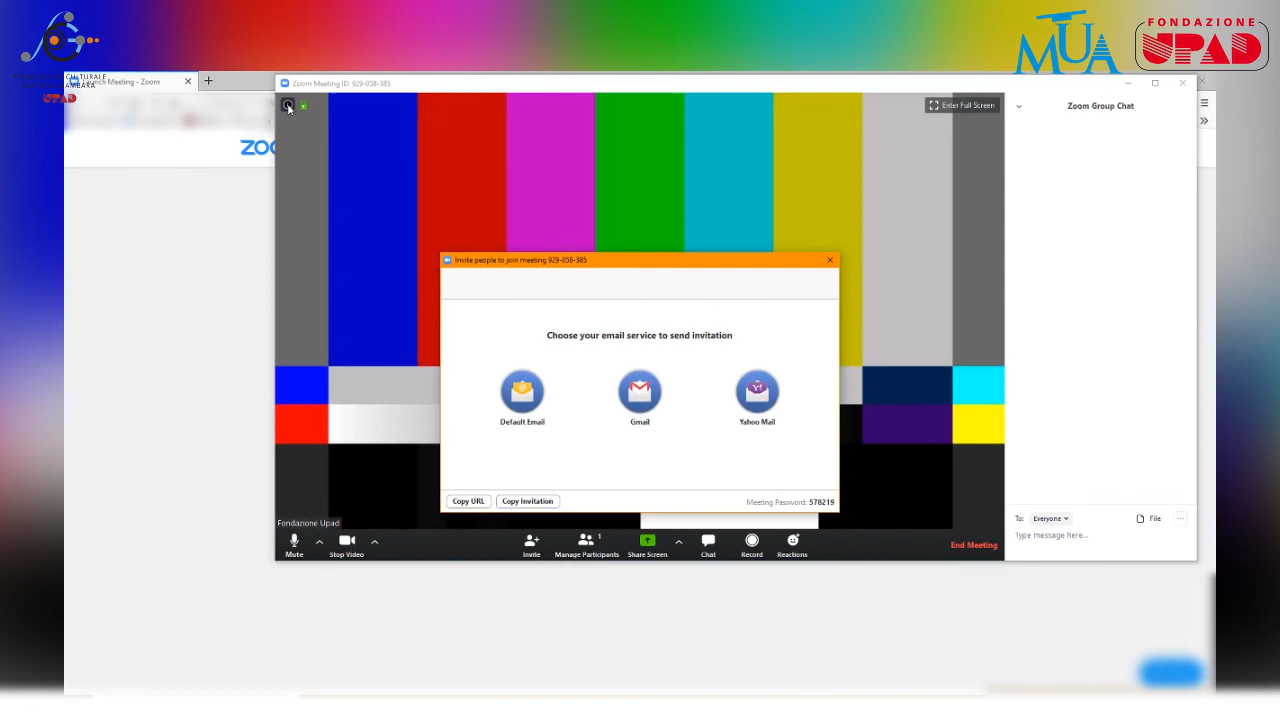 MUA
FONDAZIONE
UPAD
UPAD
Launch Meeting - Zoom
Zoom Meeting ID: 929-058-385
Enter Full Screen
Zoom Group Chat
ZOO
Invite people to join meeting 929-058-385
Choose your email service to send invitation
Default Email
Gmail
Yahoo Mail
Copy URL
Copy Invitation
Meeting Password: 578219
Fondazione Upad
To: Everyone
File
Type message here...
Mute
Stop Video
Invite
1
Manage Participants
Share Screen
Chat
Record
Reactions
End Meeting